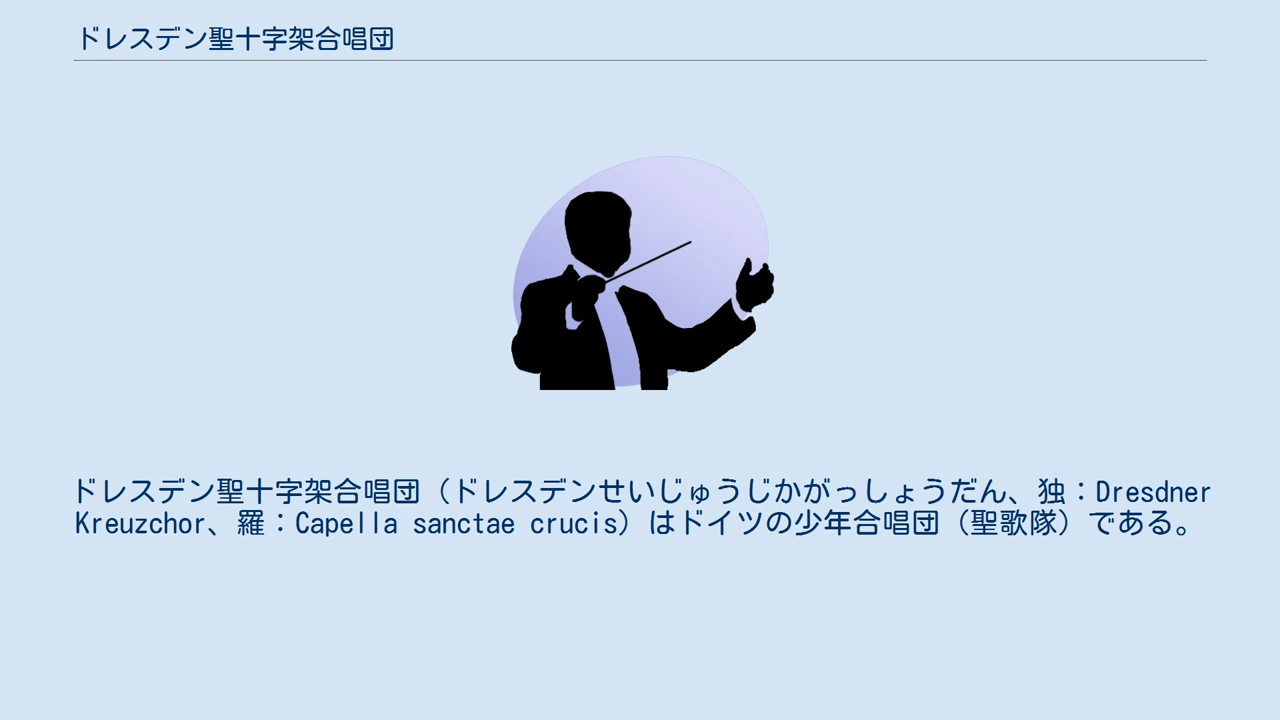 ドレスデン聖十字架合唱団
ドレスデン聖十字架合唱団（ドレスデンせいじゅうじかがっしょうだん、独：Dresdner
Kreuzchor、羅：Capella sanctae crucis）はドイツの少年合唱団（聖歌隊）である。